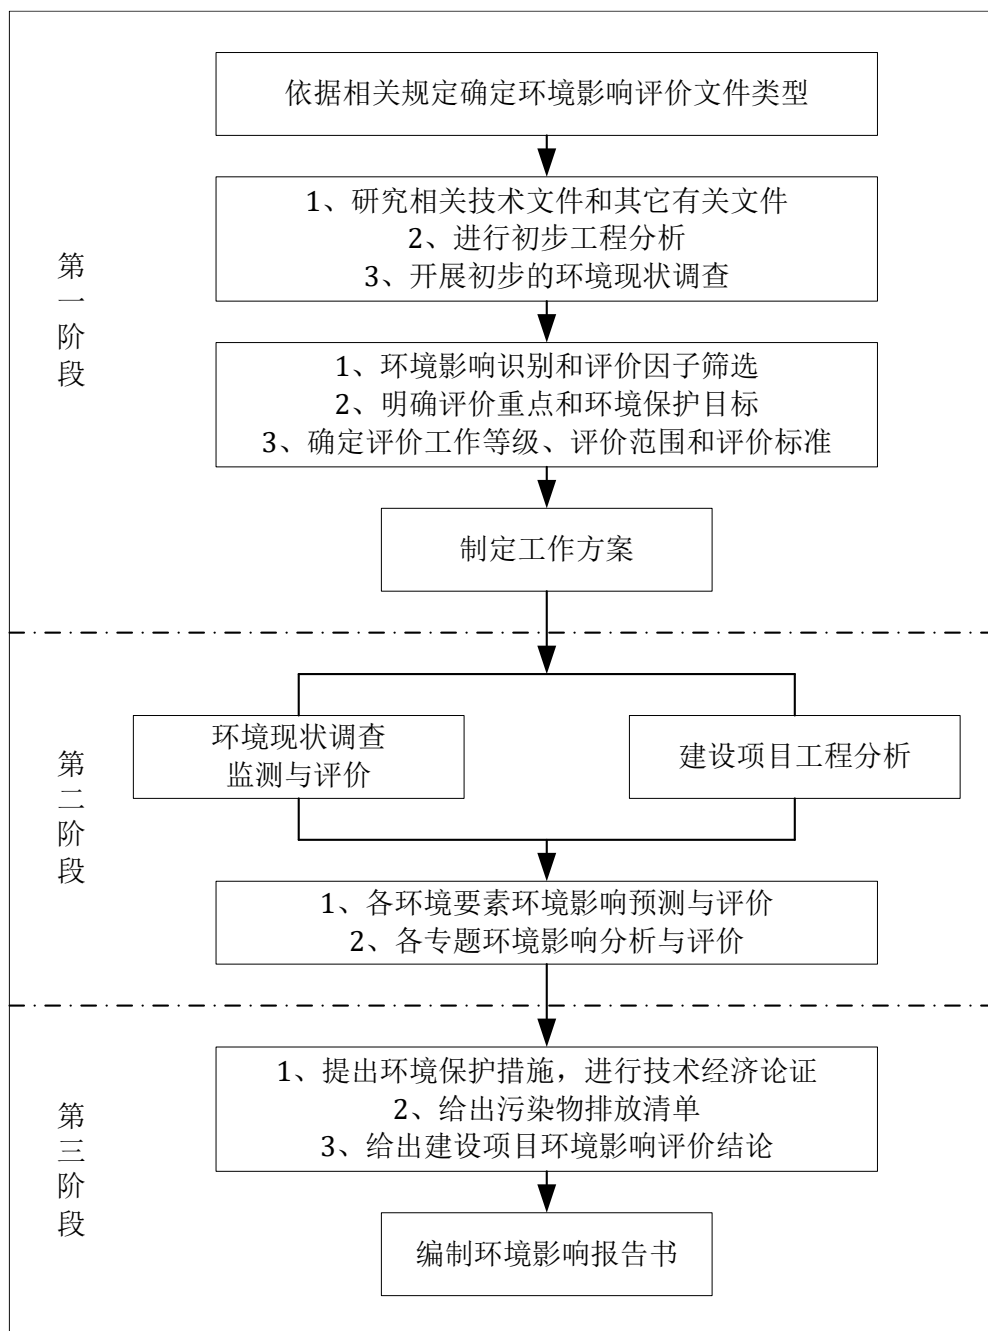 依据相关规定确定环境影响评价文件类型
1、研究相关技术文件和其它有关文件
2、进行初步工程分析
3、开展初步的环境现状调查
第一阶段
1、环境影响识别和评价因子筛选
2、明确评价重点和环境保护目标
3、确定评价工作等级、评价范围和评价标准
制定工作方案
第二阶段
环境现状调查
监测与评价
建设项目工程分析
1、各环境要素环境影响预测与评价
2、各专题环境影响分析与评价
第三阶段
1、提出环境保护措施，进行技术经济论证
2、给出污染物排放清单
3、给出建设项目环境影响评价结论
编制环境影响报告书